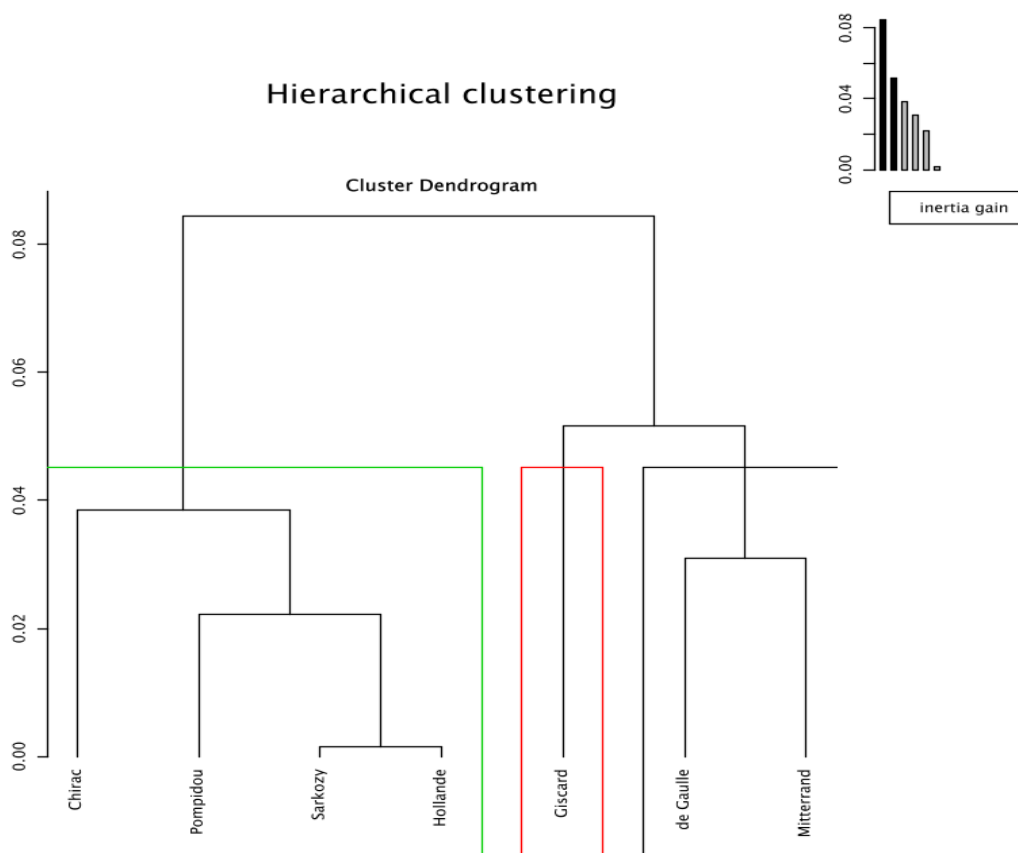 Hierarchical clustering
0.08
0.04
0.00
inertia gain
Cluster Dendrogram
0.08
0.06
0.04
0.02
0.00
Chirac
Pompidou
Sarkozy
Hollande
Giscard
de Gaulle
Mitterrand